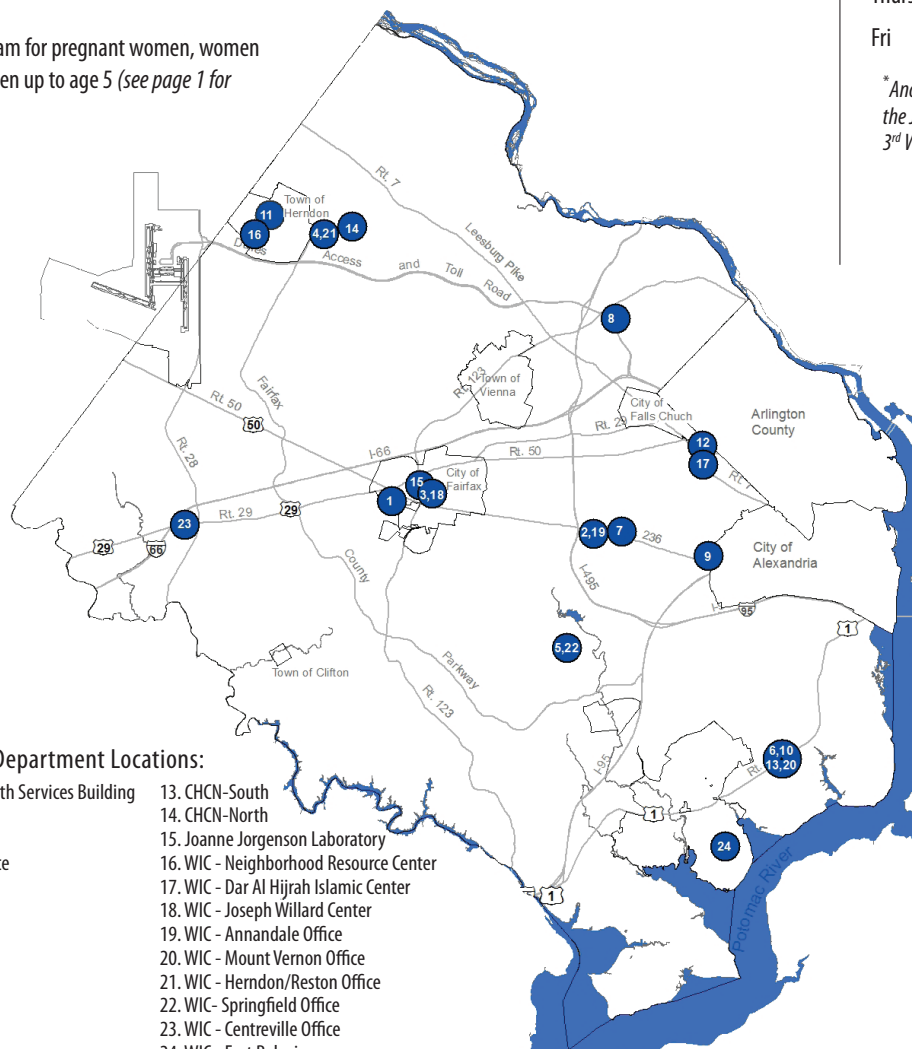 am for pregnant women, women
en up to age 5 (see page 1 for
Fri
the J
3rd W
Rt. 7
Leesburg Pike
Town of
Herndon
11
16
4,21
14
Dulles Access and Toll Road
8
Fairfax
Rt. 123
Town of
Vienna
Rt. 50
50
City of
Falls Chuch
Arlington
County
Rt. 29
12
I-66
Rt. 50
17
Rt. 7
Rt. 28
15
City of
Fairfax
3,18
1
23
Rt. 29
29
29
66
2,19
7
236
9
City of
Alexandria
County
I-495
95
1
5,22
Town of Clifton
Parkway
Rt. 123
I-95
6,10
13,20
Rt.
1
24
1
Potomac River
Department Locations:
th Services Building
13. CHCN-South
14. CHCN-North
15. Joanne Jorgenson Laboratory
16. WIC - Neighborhood Resource Center
17. WIC - Dar Al Hijrah Islamic Center
18. WIC - Joseph Willard Center
19. WIC - Annandale Office
20. WIC - Mount Vernon Office
21. WIC - Herndon/Reston Office
22. WIC- Springfield Office
23. WIC - Centreville Office